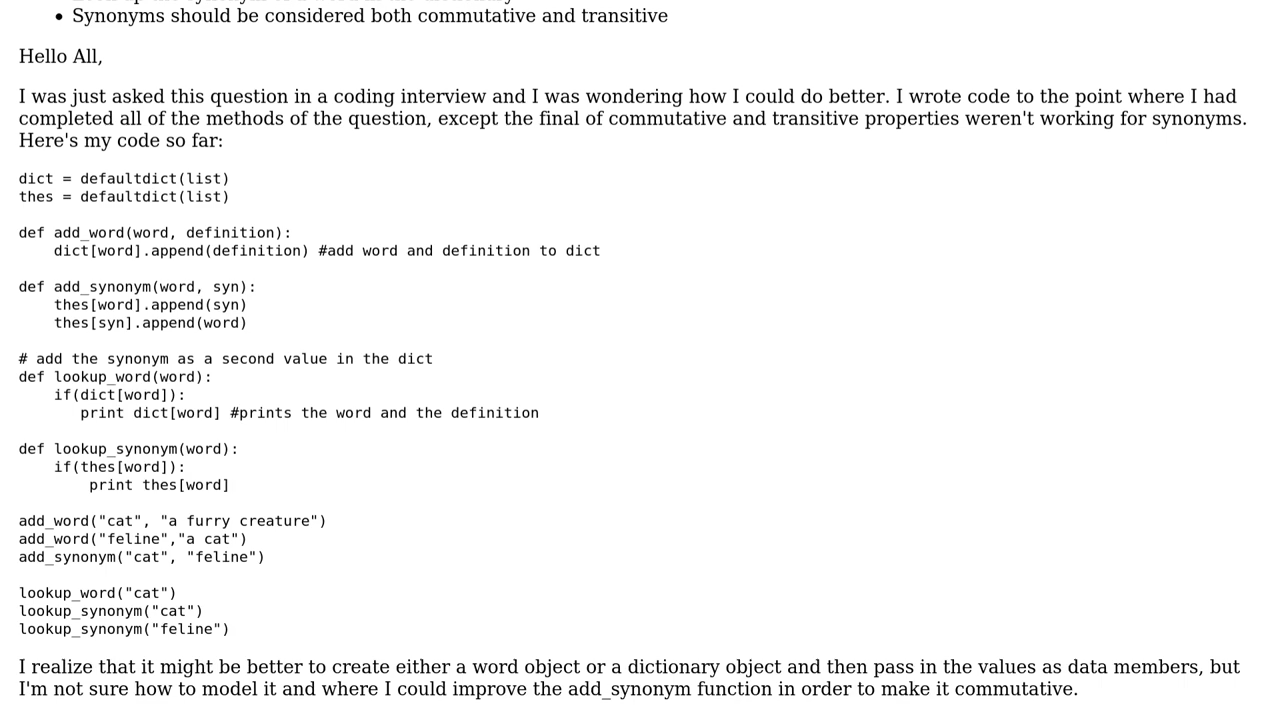 • Synonyms should be considered both commutative and transitive
Hello All,
I was just asked this question in a coding interview and I was wondering how I could do better. I wrote code to the point where I had
completed all of the methods of the question, except the final of commutative and transitive properties weren't working for synonyms.
Here's my code so far:
dict = defaultdict(list)
thes = defaultdict(list)
def add_word(word, definition):
    dict[word].append(definition) #add word and definition to dict
def add_synonym(word, syn):
    thes[word].append(syn)
    thes[syn].append(word)
# add the synonym as a second value in the dict
def lookup_word(word):
    if(dict[word]):
       print dict[word] #prints the word and the definition
def lookup_synonym(word):
    if(thes[word]):
        print thes[word]
add_word("cat", "a furry creature")
add_word("feline","a cat")
add_synonym("cat", "feline")
lookup_word("cat")
lookup_synonym("cat")
lookup_synonym("feline")
I realize that it might be better to create either a word object or a dictionary object and then pass in the values as data members, but
I'm not sure how to model it and where I could improve the add_synonym function in order to make it commutative.